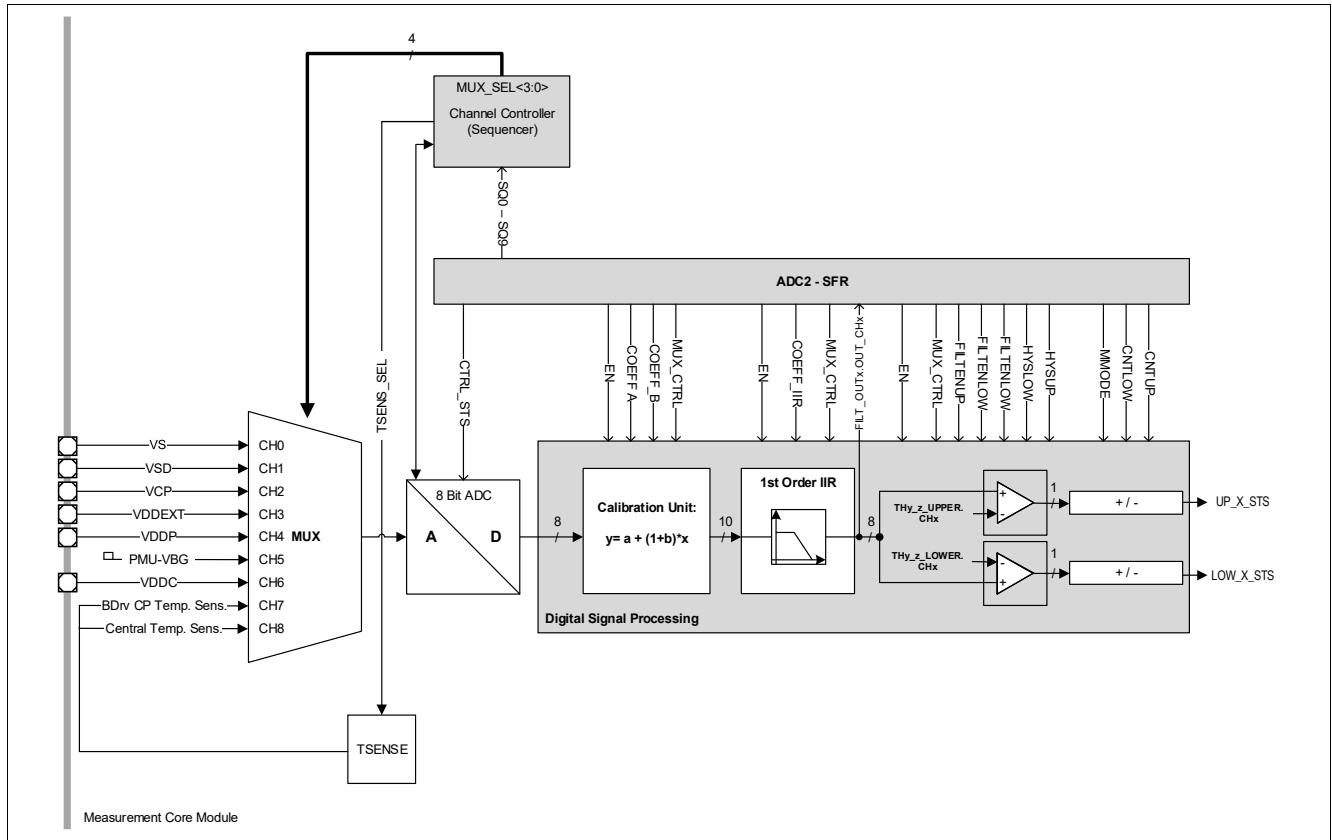 4
MUX_SEL<3:0>
Channel Controller
(Sequencer)
SQ0 – SQ9
ADC2 - SFR
TSENS_SEL
CTRL_STS
EN
COEFF A
COEFF_B
MUX_CTRL
EN
COEFF_IIR
MUX_CTRL
FILT_OUTx.OUT_CHx
EN
MUX_CTRL
FILTENUP
FILTENLOW
FILTENLOW
HYSLOW
HYSUP
MMODE
CNTLOW
CNTUP
VS
CH0
VSD
CH1
VCP
CH2
VDDEXT
CH3
VDDP
CH4 MUX
PMU-VBG
CH5
VDDC
CH6
BDrv CP Temp. Sens.
CH7
Central Temp. Sens.
CH8
8 Bit ADC
A
D
8
Calibration Unit:
y= a + (1+b)*x
10
1st Order IIR
8
THy_z_UPPER.
CHx
+
-
1
+ / -
UP_X_STS
THy_z_LOWER.
CHx
-
+
1
+ / -
LOW_X_STS
Digital Signal Processing
TSENSE
Measurement Core Module